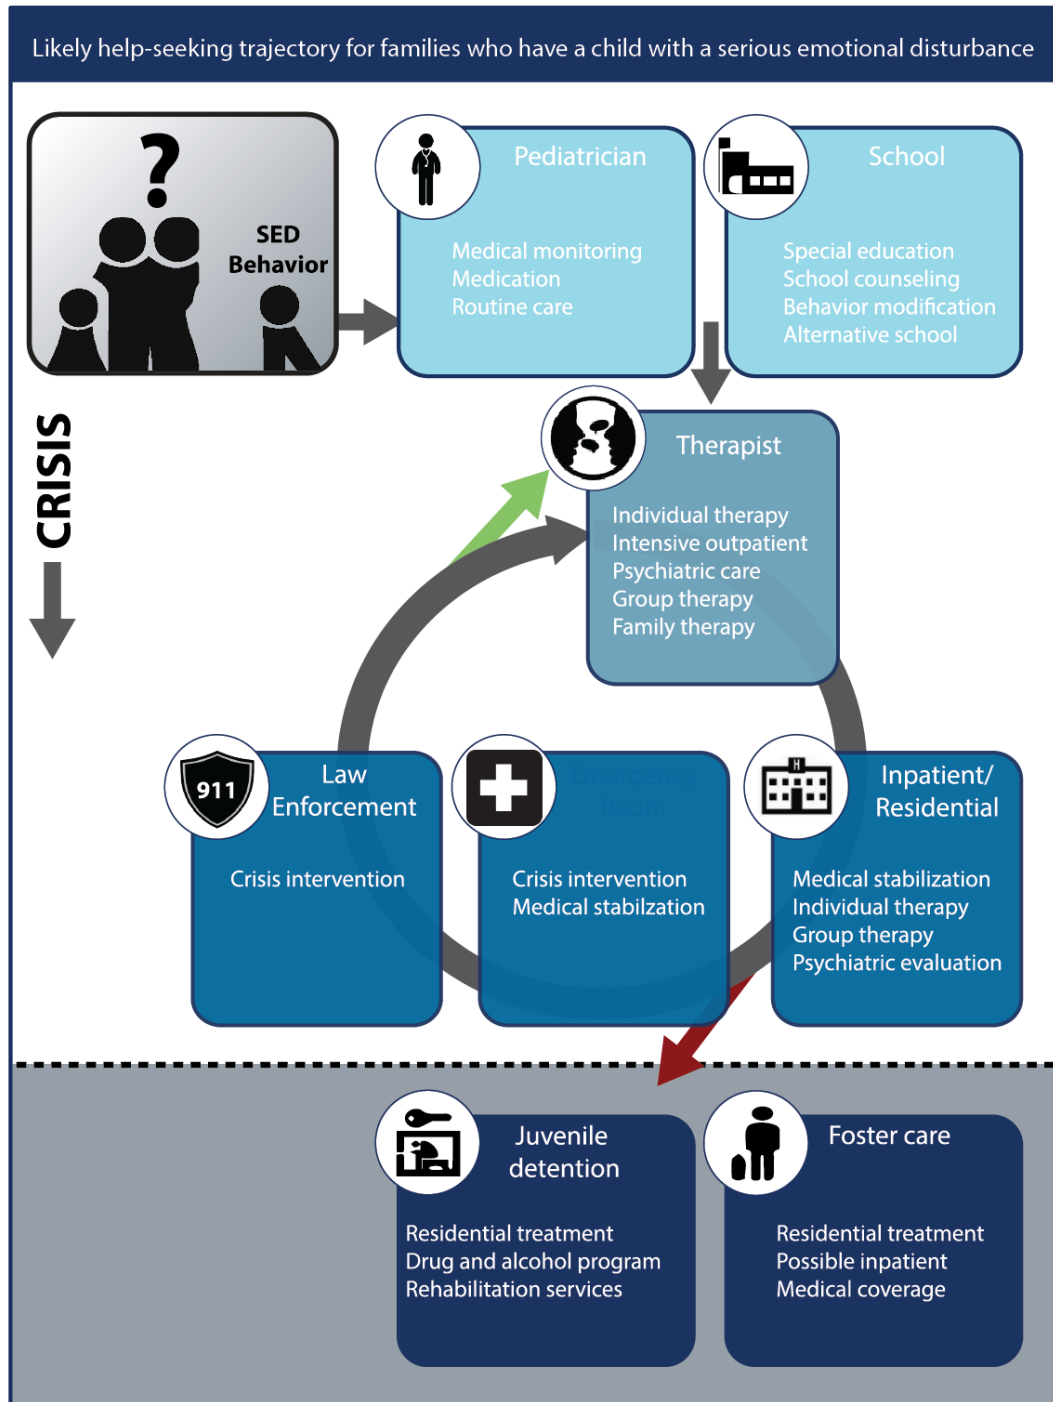 Likely help-seeking trajectory for families who have a child with a serious emotional disturbance
?
SED
Behavior
Pediatrician
Medical monitoring
Medication
Routine care
School
Special education
School counseling
Behavior modification
Alternative school
CRISIS
Therapist
Individual therapy
Intensive outpatient
Psychiatric care
Group therapy
Family therapy
911
Law
Enforcement
Crisis intervention
Emergency
Room
Crisis intervention
Medical stabilzation
H
Inpatient/
Residential
Medical stabilization
Individual therapy
Group therapy
Psychiatric evaluation
Juvenile
detention
Residential treatment
Drug and alcohol program
Rehabilitation services
Foster care
Residential treatment
Possible inpatient
Medical coverage